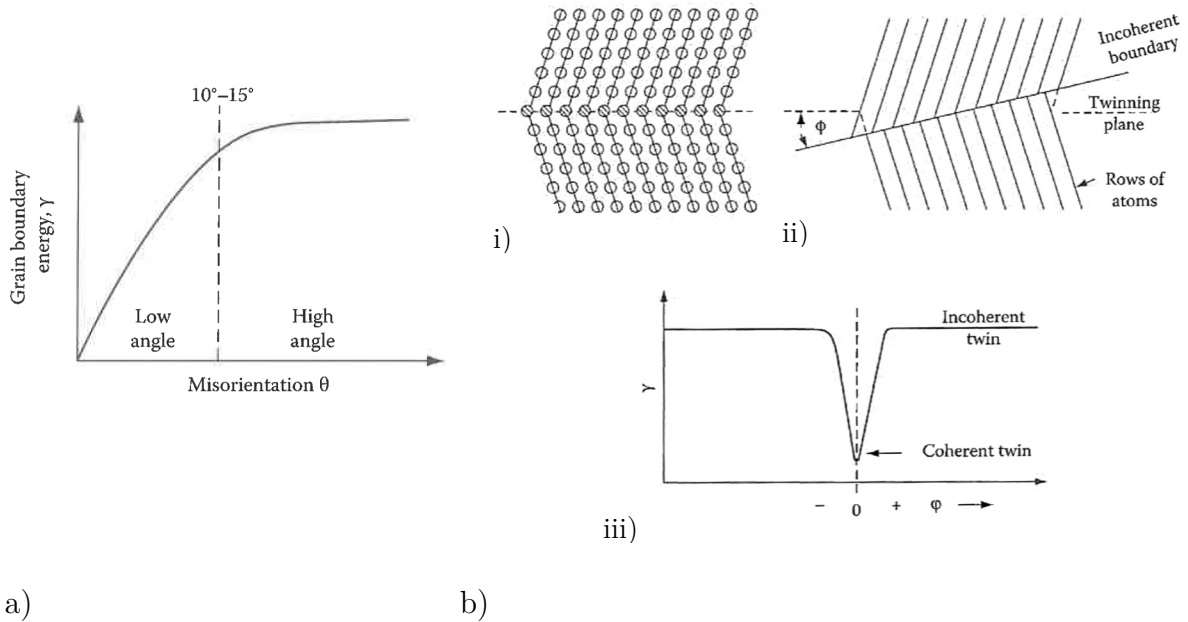 10°–15°
Grain boundary
energy, γ
Low
angle
High
angle
Misorientation θ
i)
Incoherent
boundary
ϕ
Twinning
plane
Rows of
atoms
ii)
γ
Incoherent
twin
Coherent twin
– 0 + φ
iii)
a)
b)